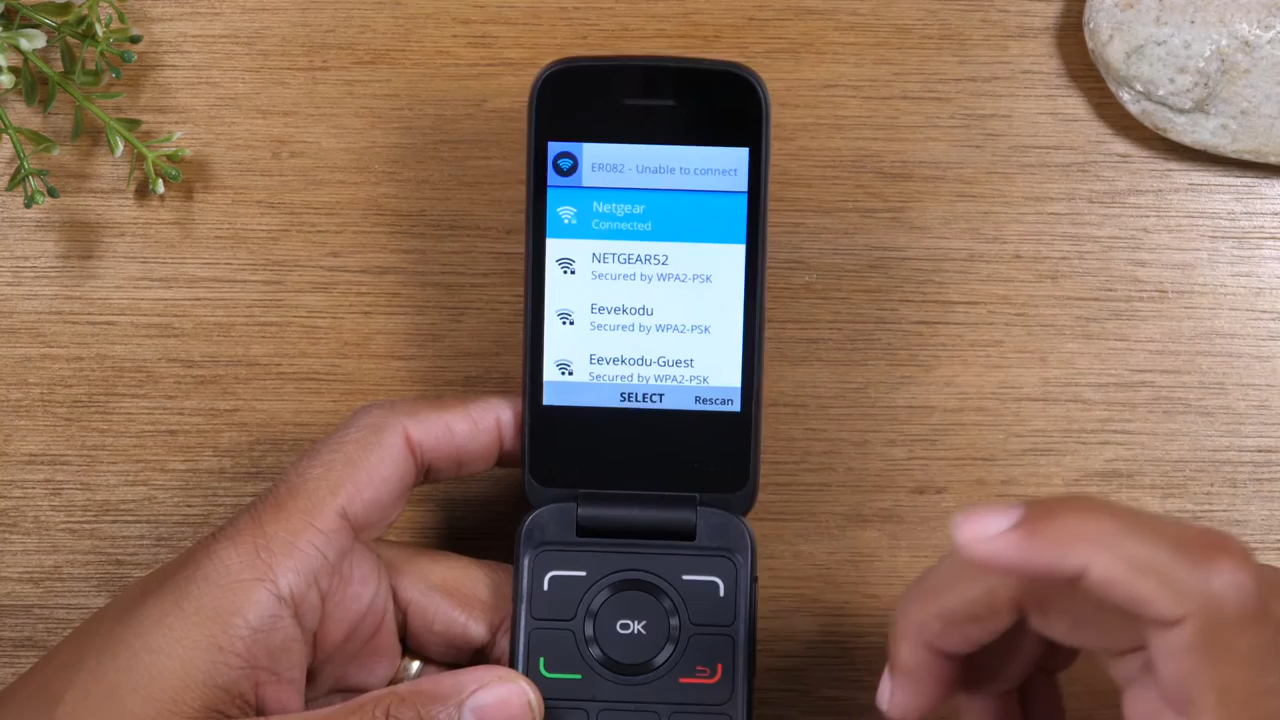 ER082 - Unable to connect
Netgear
Connected
NETGEAR52
Secured by WPA2-PSK
Eevekodu
Secured by WPA2-PSK
Eevekodu-Guest
Secured by WPA2-PSK
SELECT
Rescan
OK